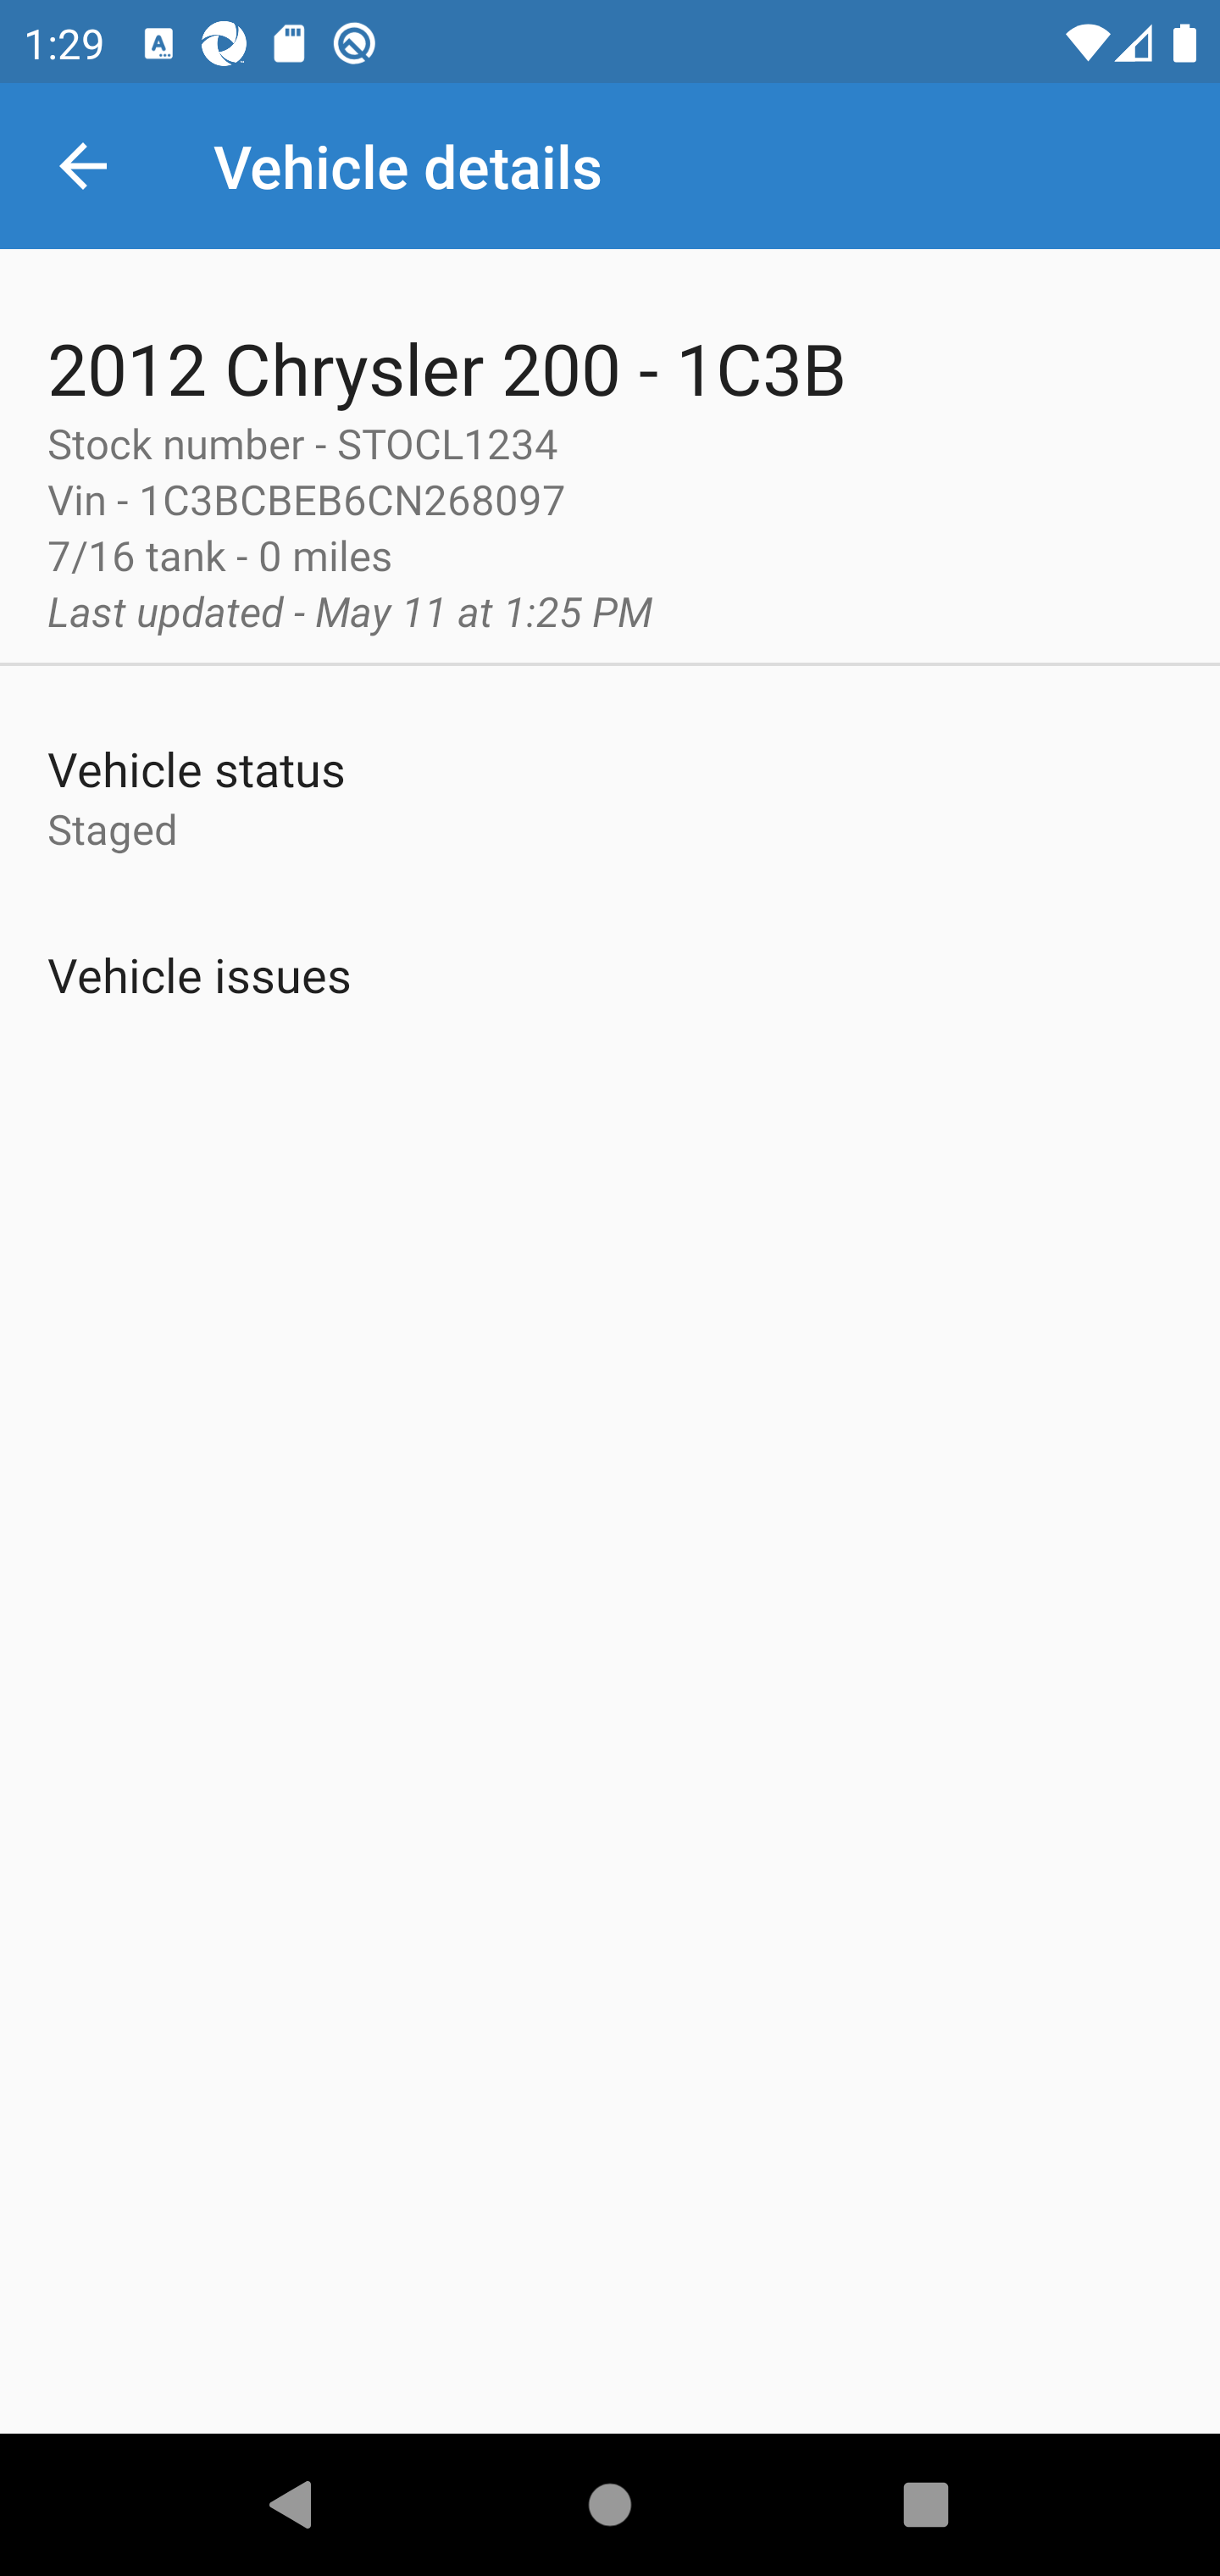 1:29
Vehicle details
2012 Chrysler 200 - 1C3B
Stock number - STOCL1234
Vin - 1C3BCBEB6CN268097
7/16 tank - 0 miles
Last updated - May 11 at 1:25 PM
Vehicle status
Staged
Vehicle issues